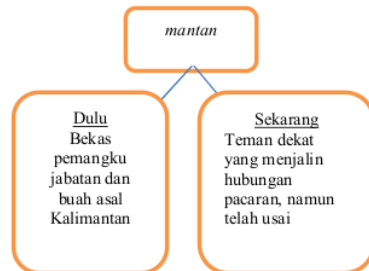 mantan
Dulu
Bekas
pemangku
jabatan dan
buah asal
Kalimantan
Sekarang
Teman dekat
yang menjalin
hubungan
pacaran, namun
telah usai